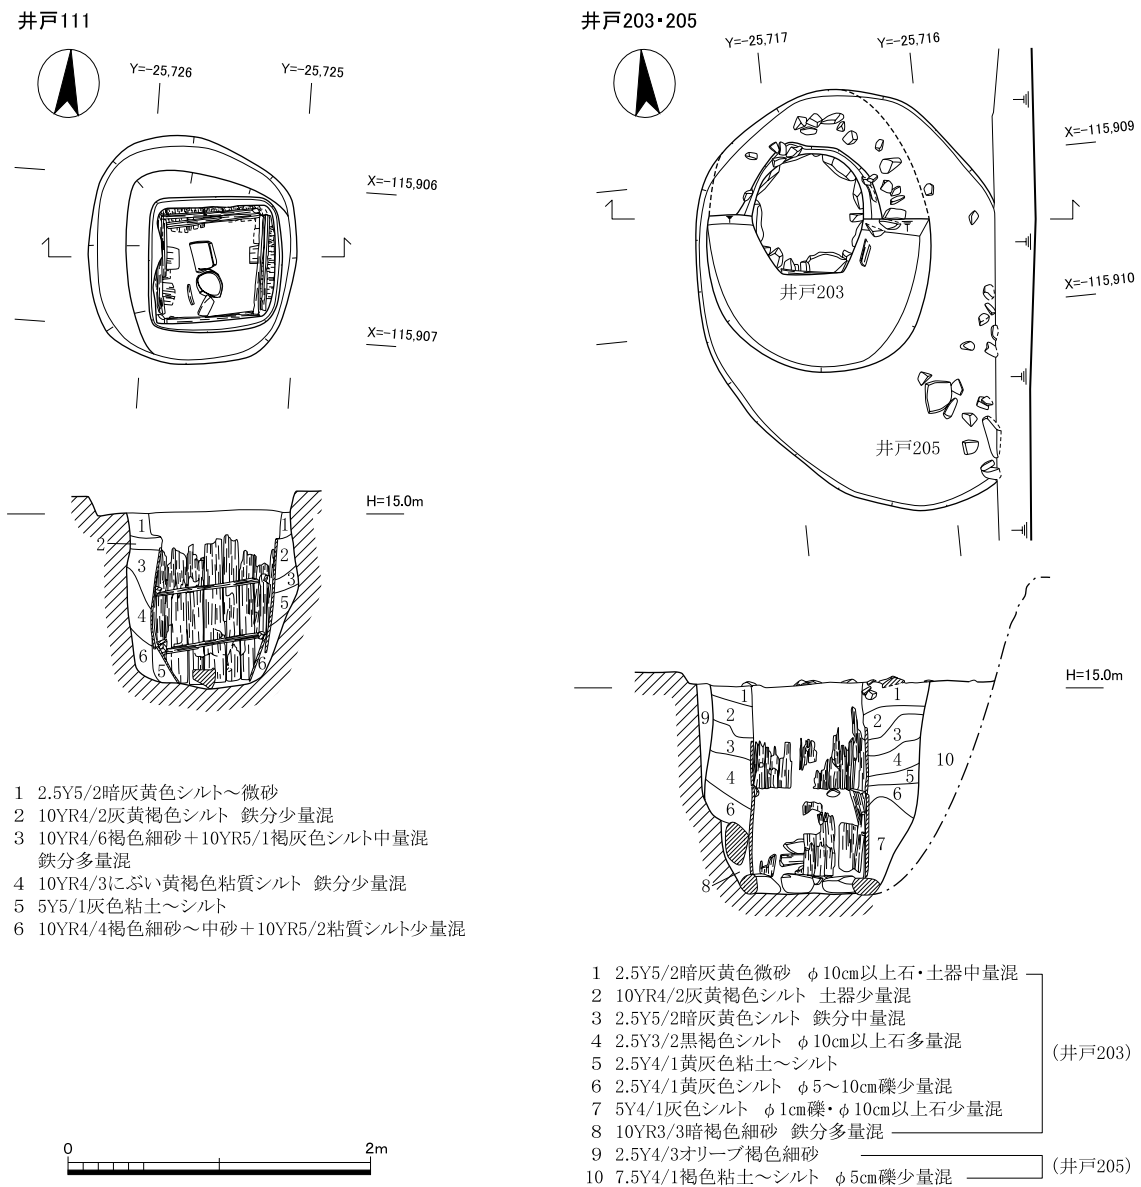 井戸111
Y=-25,726
Y=-25,725
X=-115,906
X=-115,907
H=15.0m
1
1
2
2
3
3
4
5
6
5
6
1 2.5Y5/2暗灰黄色シルト～微砂
2 10YR4/2灰黄褐色シルト 鉄分少量混
3 10YR4/6褐色細砂＋10YR5/1褐灰色シルト中量混
鉄分多量混
4 10YR4/3にぶい黄褐色粘質シルト 鉄分少量混
5 5Y5/1灰色粘土～シルト
6 10YR4/4褐色細砂～中砂＋10YR5/2粘質シルト少量混
0 2m
井戸203・205
Y=-25,717
Y=-25,716
X=-115,909
X=-115,910
井戸203
井戸205
H=15.0m
1
1
9
2
2
3
3
4
4
10
5
6
6
7
8
1 2.5Y5/2暗灰黄色微砂 φ10cm以上石・土器中量混
2 10YR4/2灰黄褐色シルト 土器少量混
3 2.5Y5/2暗灰黄色シルト 鉄分中量混
4 2.5Y3/2黒褐色シルト φ10cm以上石多量混
5 2.5Y4/1黄灰色粘土～シルト
6 2.5Y4/1黄灰色シルト φ5～10cm礫少量混
7 5Y4/1灰色シルト φ1cm礫・φ10cm以上石少量混
8 10YR3/3暗褐色細砂 鉄分多量混
(井戸203)
9 2.5Y4/3オリーブ褐色細砂
10 7.5Y4/1褐色粘土～シルト φ5cm礫少量混
(井戸205)